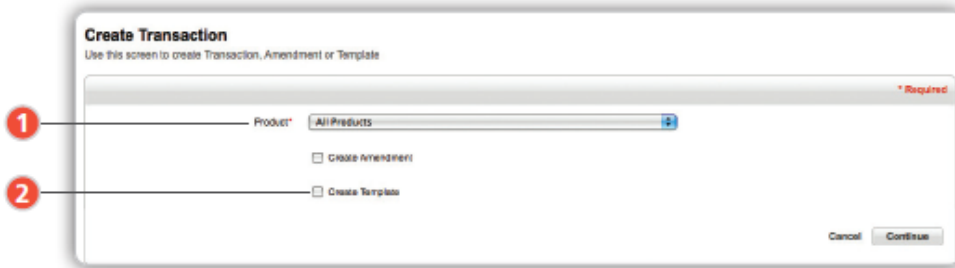 Create Transaction
Use this screen to create Transaction, Amendment or Template
* Required
1
Product* All Products
Create Amendment
2
Create Template
Cancel Continue